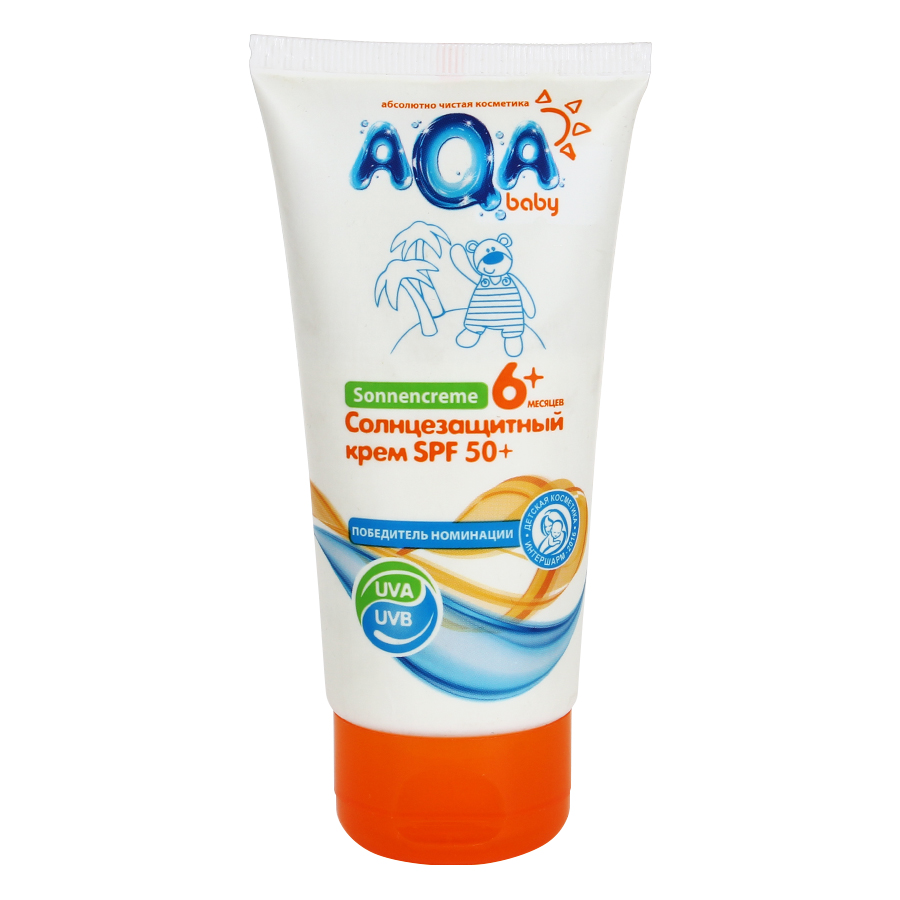 абсолютно чистая косметика
AQA
baby
Sonnencreme
6+
МЕСЯЦЕВ
Солнцезащитный
крем SPF 50+
ПОБЕДИТЕЛЬ НОМИНАЦИИ
ДЕТСКАЯ КОСМЕТИКА
ИНТЕРШАРМ-2016
UVA
UVB